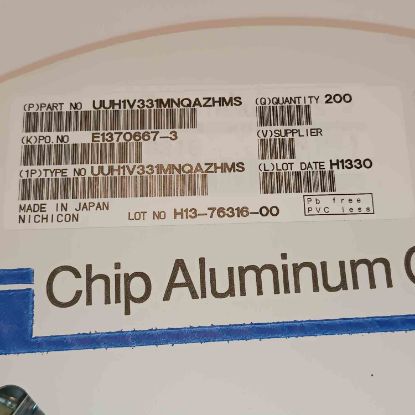 (P)PART NO UUH1V331MNQAZHMS (Q)QUANTITY 200
(K)PO.NO E1370667-3 (V)SUPPLIER
(1P)TYPE NO UUH1V331MNQAZHMS (L)LOT DATE H1330
MADE IN JAPAN
NICHICON LOT NO H13-76316-00
Pb free
PVC less
Chip Aluminum